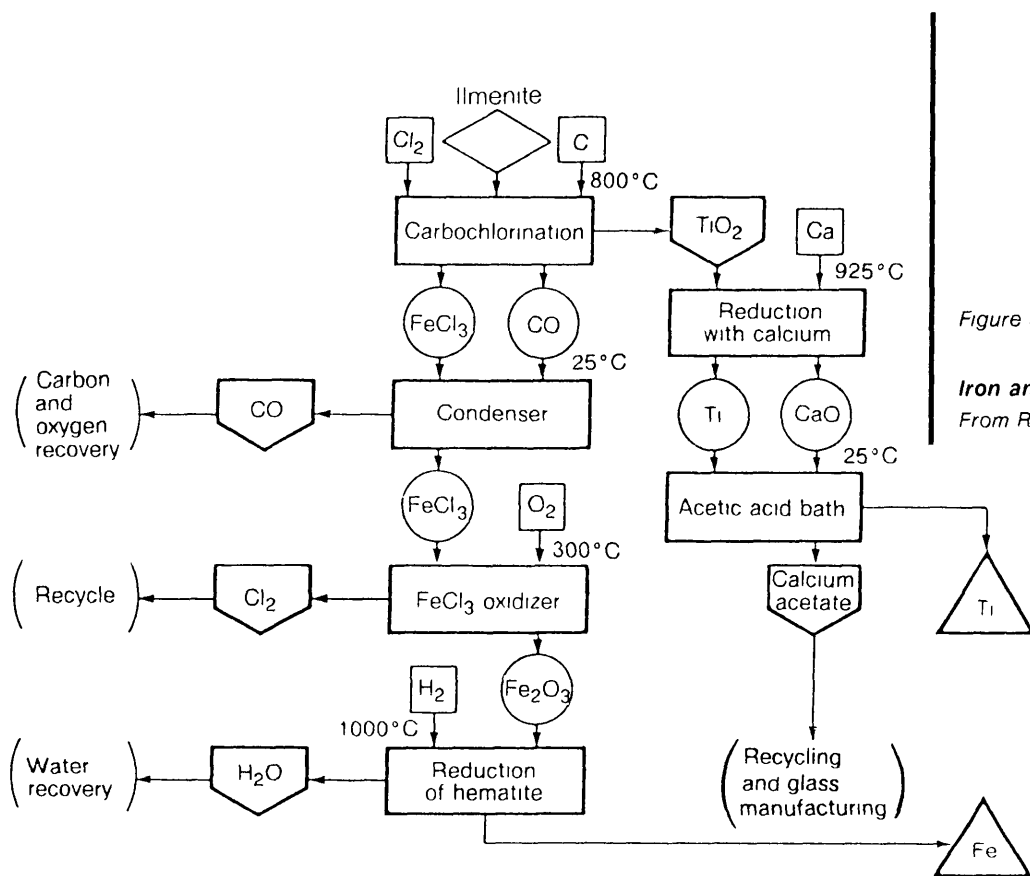 Ilmenite
Cl₂
C
800°C
Carbochlorination
TiO₂
Ca
925°C
FeCl₃
CO
25°C
Reduction
with calcium
(Carbon
and
oxygen
recovery)
CO
Condenser
Ti
CaO
25°C
FeCl₃
O₂
300°C
Acetic acid bath
(Recycle)
Cl₂
FeCl₃ oxidizer
Calcium
acetate
Ti
H₂
Fe₂O₃
1000°C
(Water
recovery)
H₂O
Reduction
of hematite
(Recycling
and glass
manufacturing)
Fe
Figure
Iron an
From R